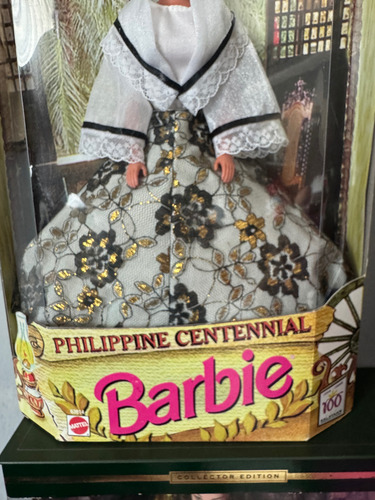 PHILIPPINE CENTENNIAL
Barbie
MATTEL
100
COLLECTOR EDITION